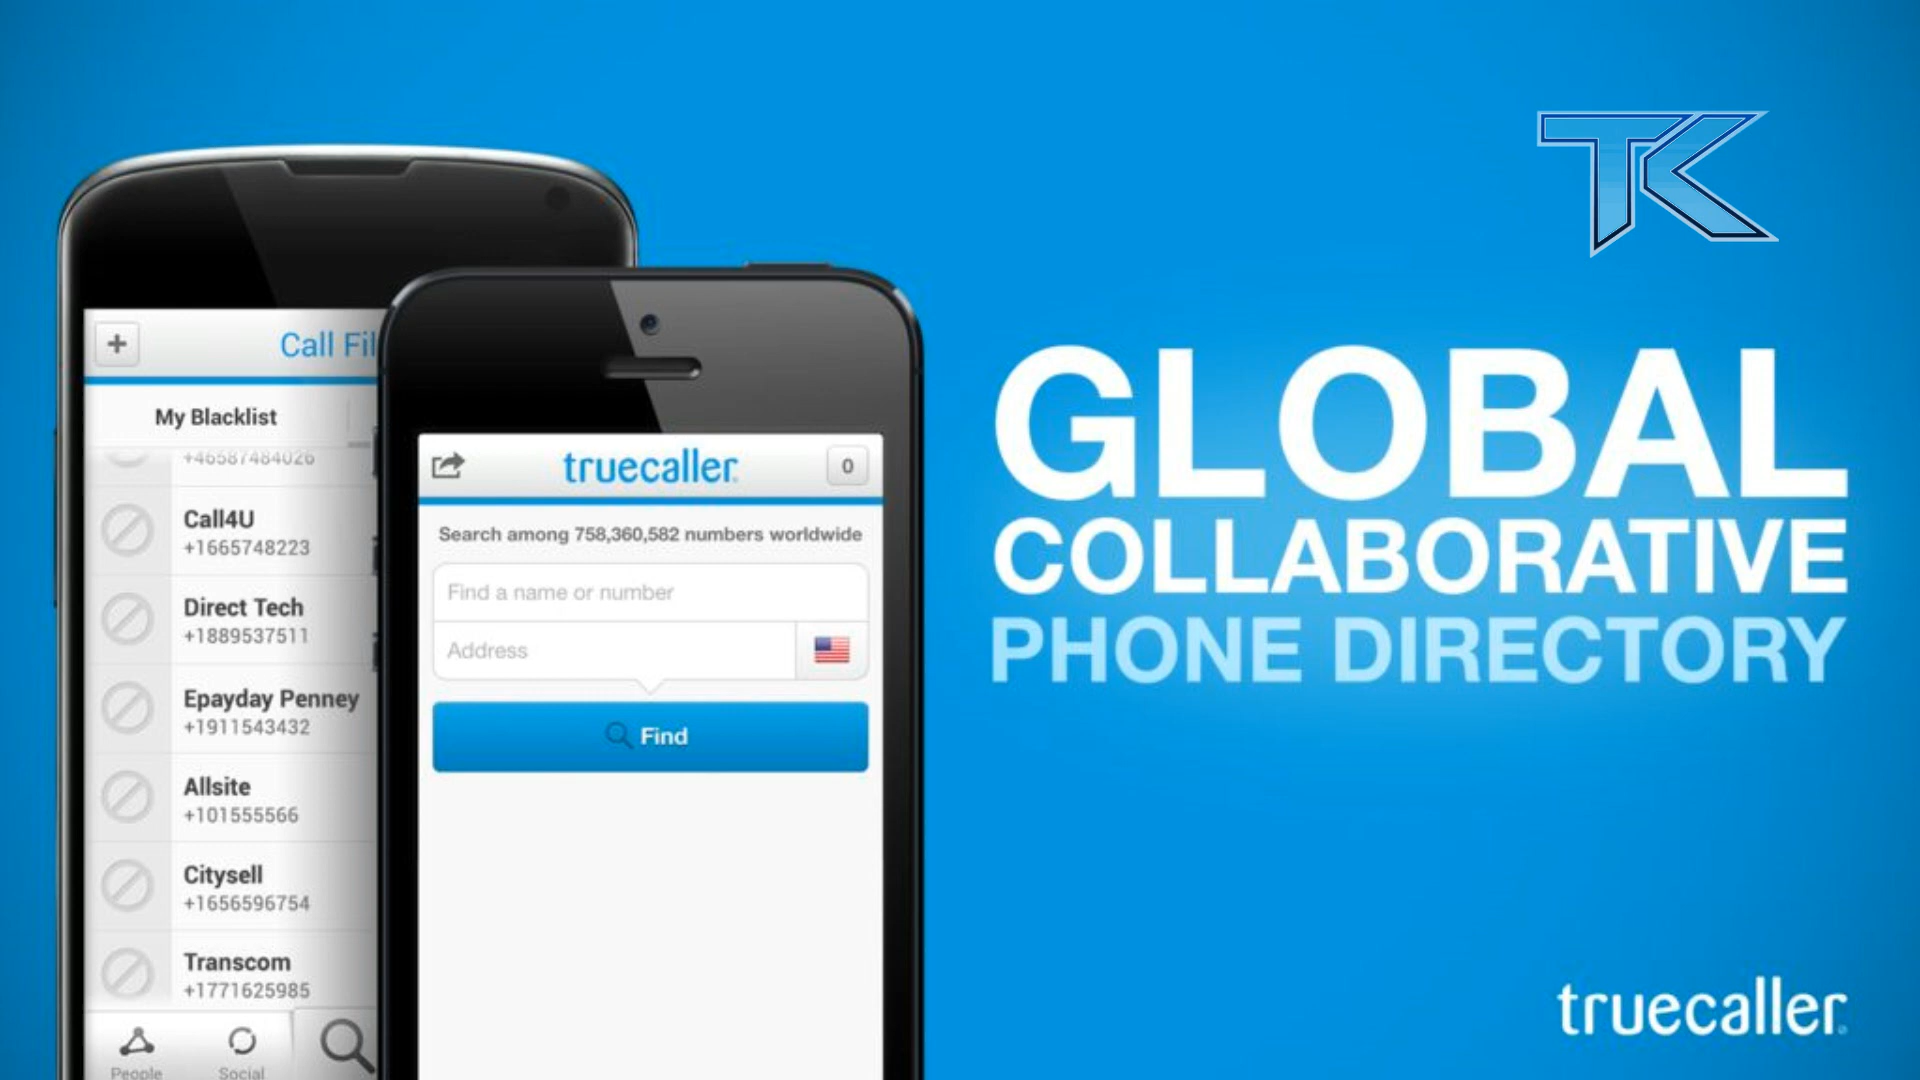 TK
GLOBAL
COLLABORATIVE
PHONE DIRECTORY
truecaller
Call Fil
My Blacklist
+46587484026
Call4U
+1665748223
Direct Tech
+1889537511
Epayday Penney
+1911543432
Allsite
+101555566
Citysell
+1656596754
Transcom
+1771625985
People
Social
truecaller
0
Search among 758,360,582 numbers worldwide
Find a name or number
Address
Find